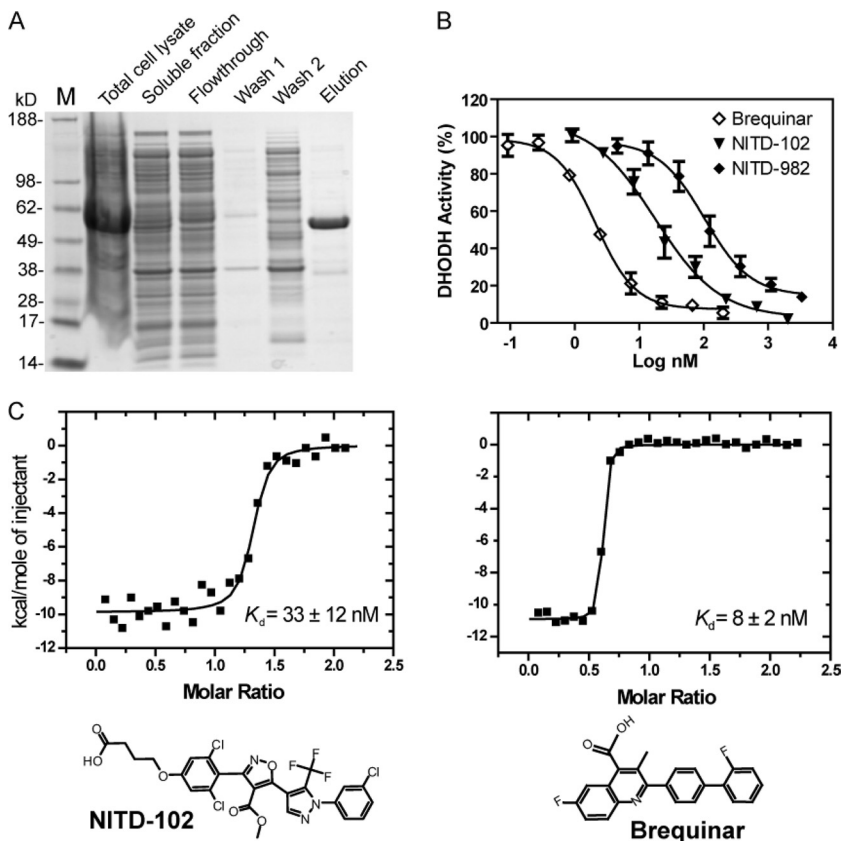 A
kD
M
Total cell lysate
Soluble fraction
Flowthrough
Wash 1
Wash 2
Elution
188-
98-
62-
49-
38-
28-
17-
14-
B
DHODH Activity (%)
120
100
80
60
40
20
0
-1
0
1
2
3
4
Log nM
Brequinar
NITD-102
NITD-982
C
kcal/mole of injectant
0
-2
-4
-6
-8
-10
-12
0.0
0.5
1.0
1.5
2.0
2.5
Molar Ratio
Kd = 33 ± 12 nM
0
-2
-4
-6
-8
-10
-12
0.0
0.5
1.0
1.5
2.0
2.5
Molar Ratio
Kd = 8 ± 2 nM
O
HO
O
Cl
Cl
N
O
F
F
F
Cl
O
O
N
N
NITD-102
OH
O
F
N
F
Brequinar